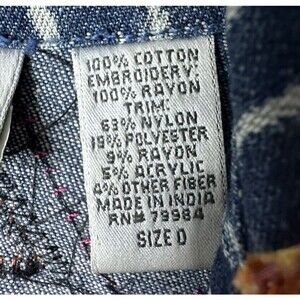 100% COTTON
EMBROIDERY:
100% RAYON
TRIM:
63% NYLON
19% POLYESTER
9% RAYON
5% ACRYLIC
4% OTHER FIBER
MADE IN INDIA
RN# 79984
SIZE 0